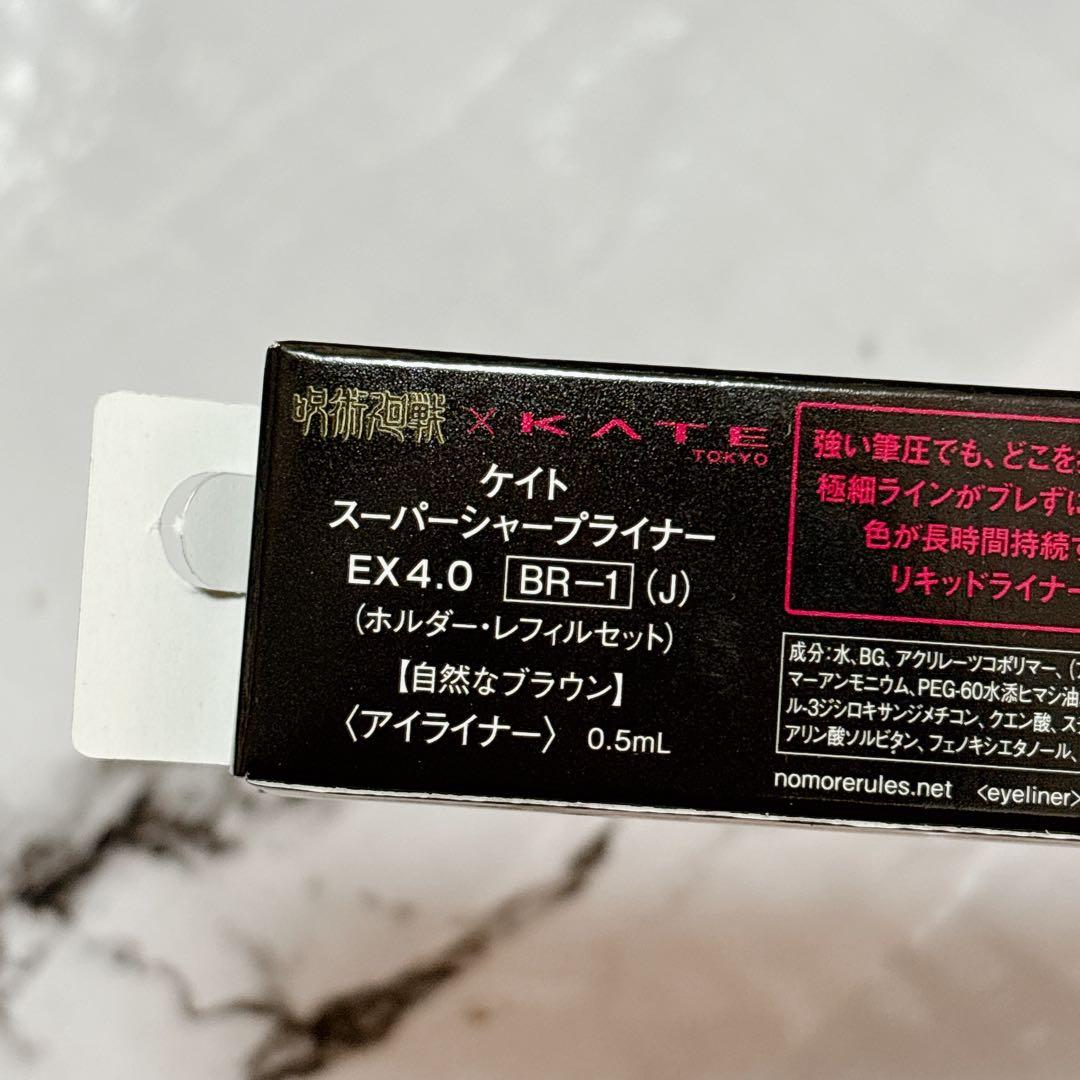 呪術廻戦 × KATE
TOKYO
ケイト
スーパーシャープライナー
EX4.0 BR-1 (J)
(ホルダー・レフィルセット)
【自然なブラウン】
〈アイライナー〉 0.5mL
強い筆圧でも、どこを
極細ラインがブレずに
色が長時間持続
リキッドライナー
成分:水、BG、アクリレーツコポリマー、(
マーアンモニウム、PEG-60水添ヒマシ油
ル-3ジシロキサンジメチコン、クエン酸、ス
アリン酸ソルビタン、フェノキシエタノール、
nomorerules.net <eyeliner>